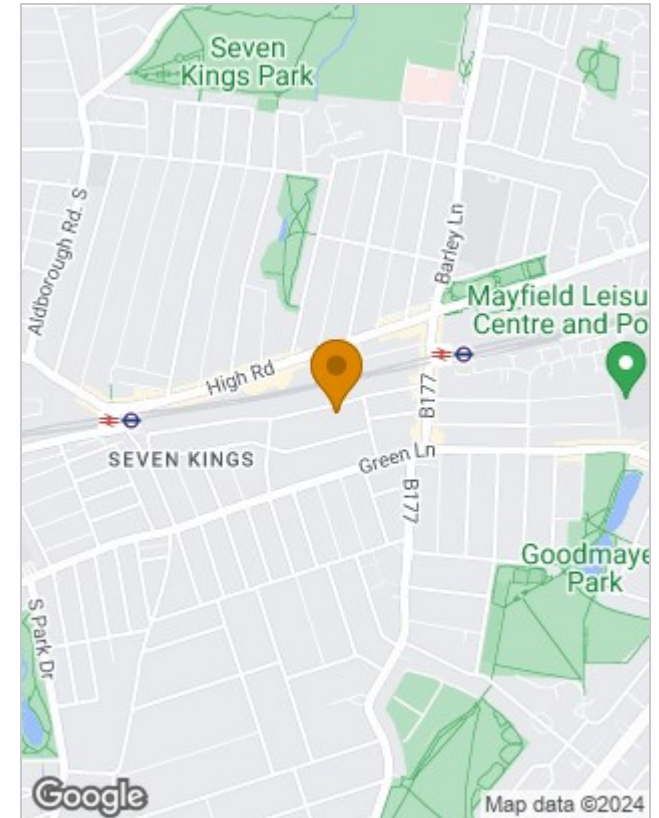 Seven
Kings Park
Aldborough Rd. S
Barley Ln
Mayfield Leisu
Centre and Po
High Rd
B177
SEVEN KINGS
Green Ln
B177
Goodmaye
Park
S Park Dr
Google
Map data ©2024